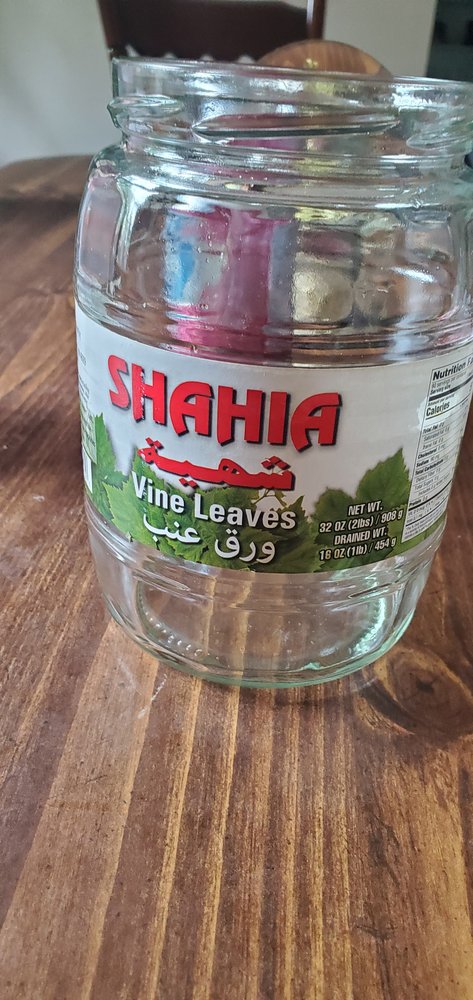 SHAHIA
شهية
Vine Leaves
ورق عنب
NET WT.
32 OZ (2lbs) / 908 g
DRAINED WT.
16 OZ (1lb) / 454 g
Nutrition
Calories